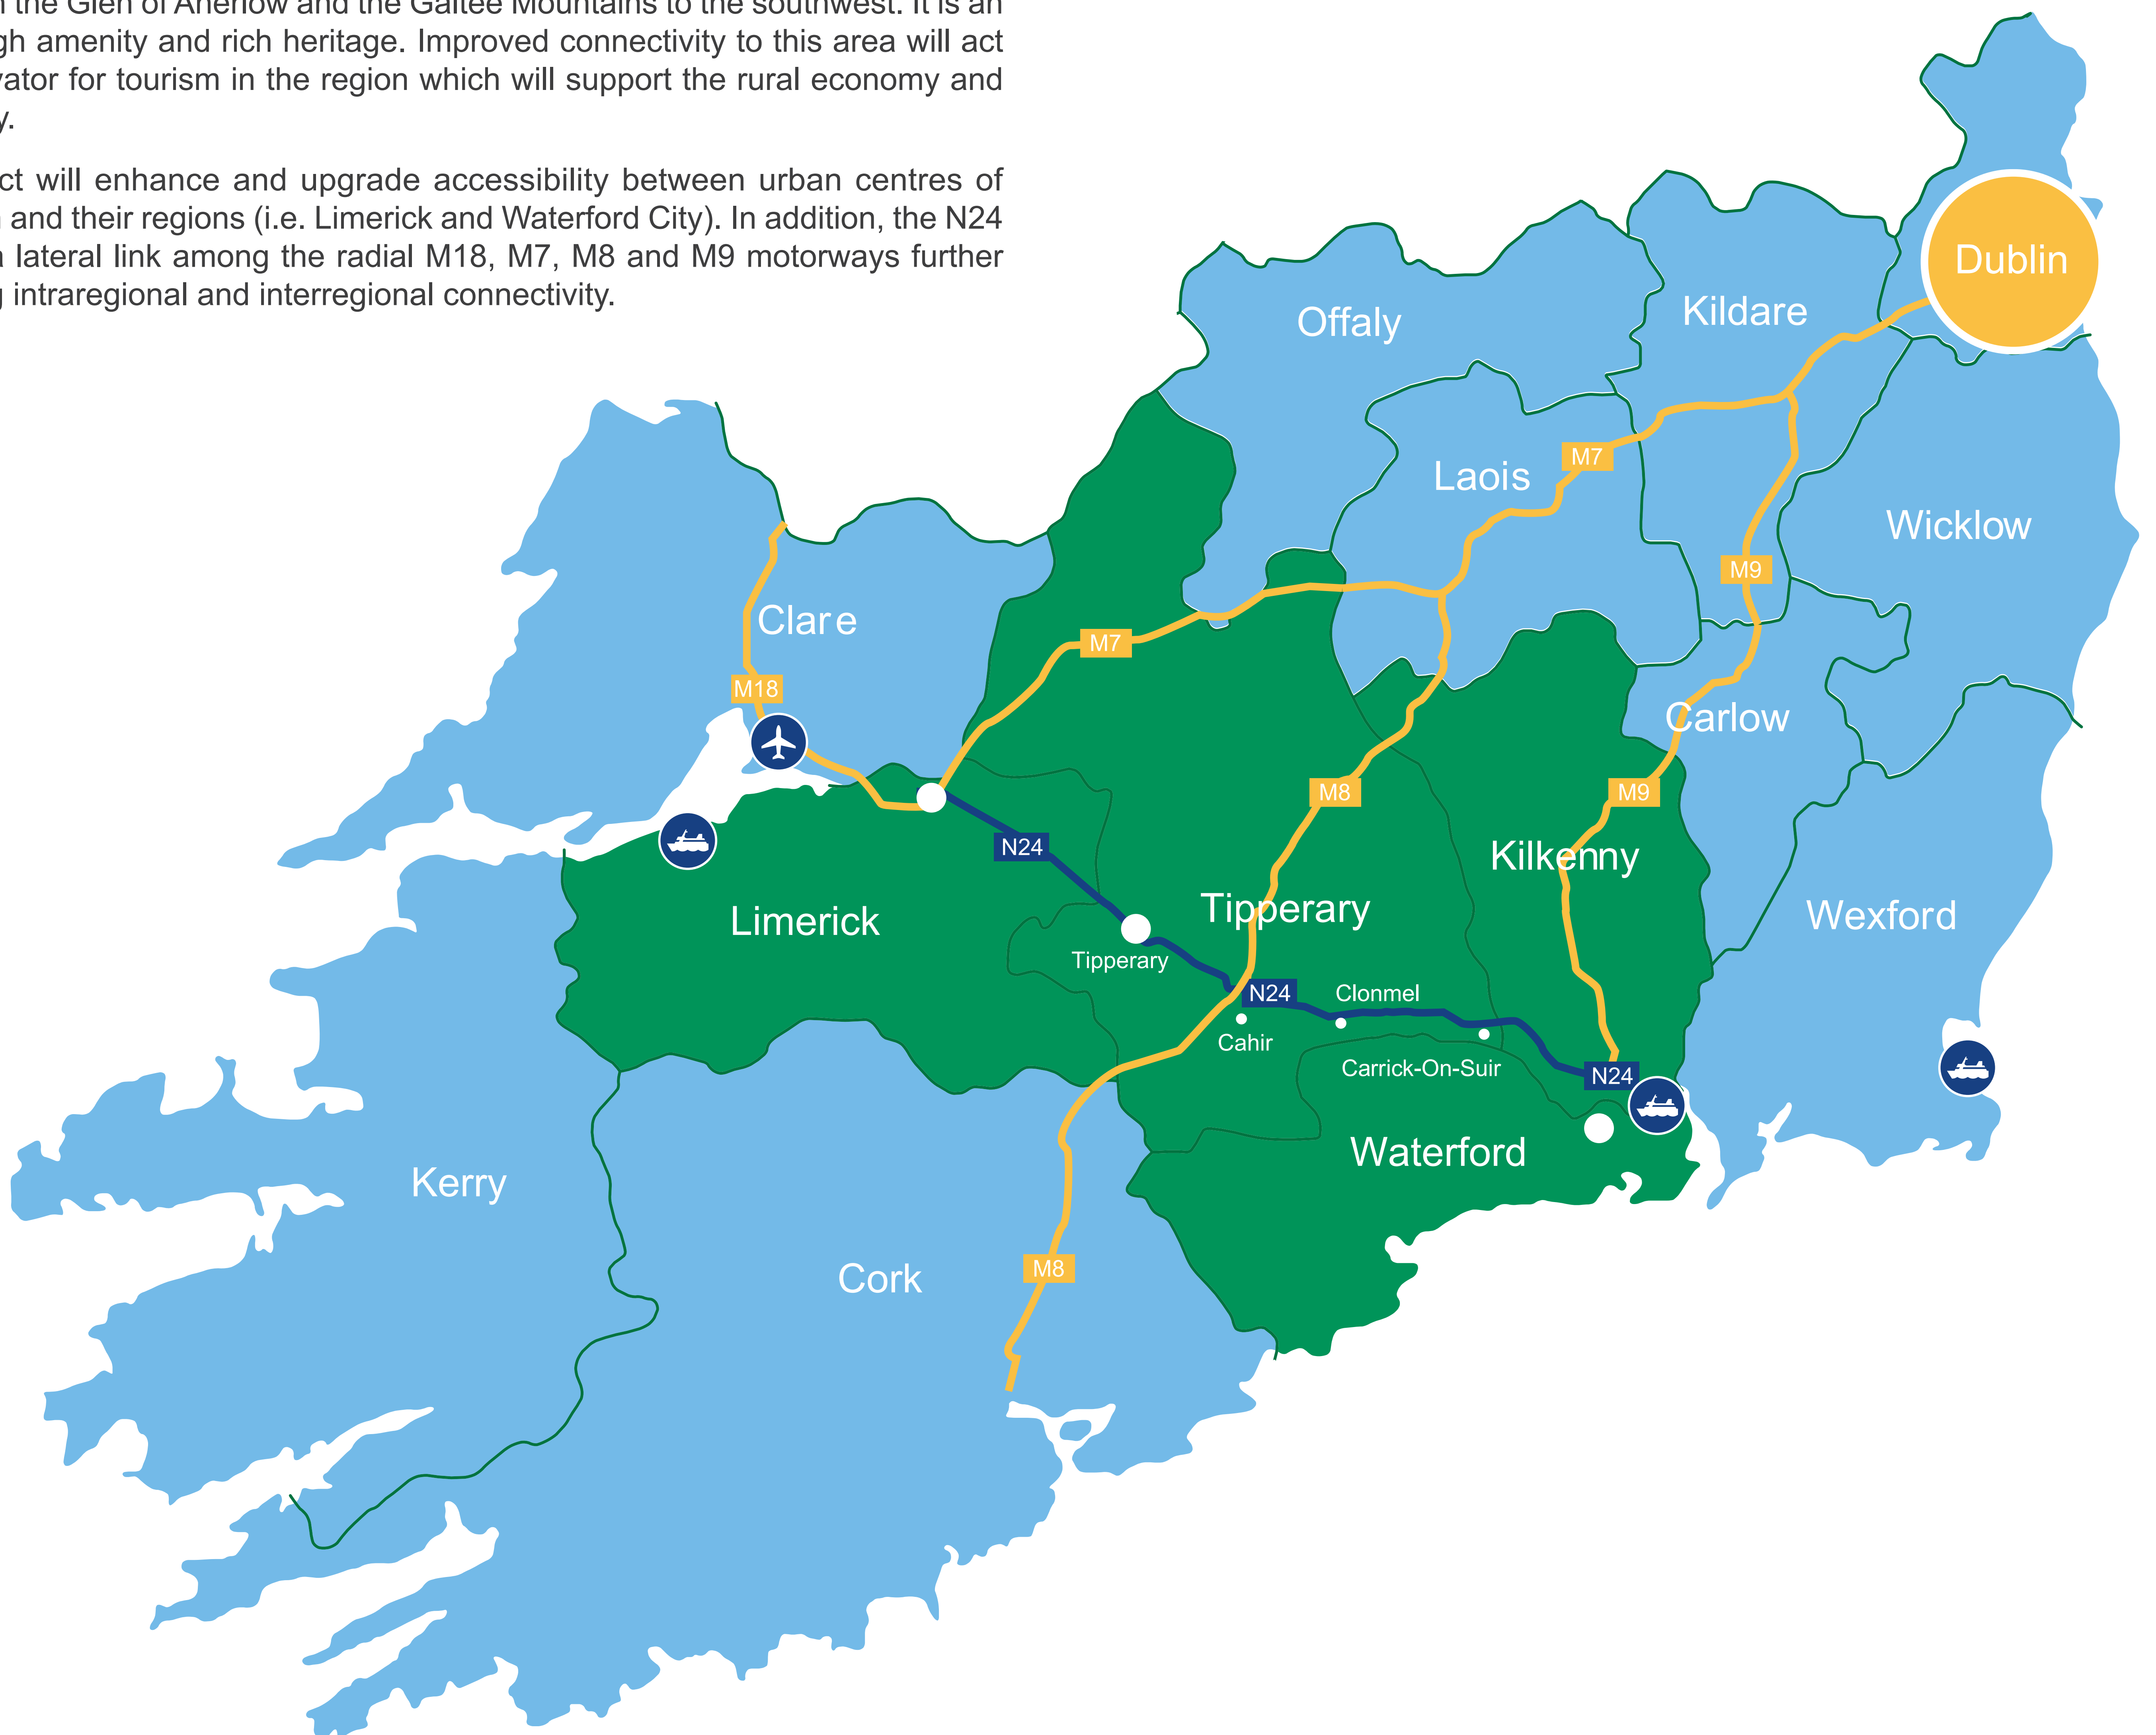 the Glen of Aherlow and the Galtee Mountains to the southwest. It is an
amenity and rich heritage. Improved connectivity to this area will act
for tourism in the region which will support the rural economy and
will enhance and upgrade accessibility between urban centres of
and their regions (i.e. Limerick and Waterford City). In addition, the N24
lateral link among the radial M18, M7, M8 and M9 motorways further
intraregional and interregional connectivity.
Dublin
Kildare
Offaly
M7
Laois
Wicklow
M9
Clare
M7
M18
Carlow
M8
M9
N24
Kilkenny
Tipperary
Wexford
Limerick
Tipperary
N24
Clonmel
Cahir
Carrick-On-Suir
N24
Waterford
Kerry
M8
Cork